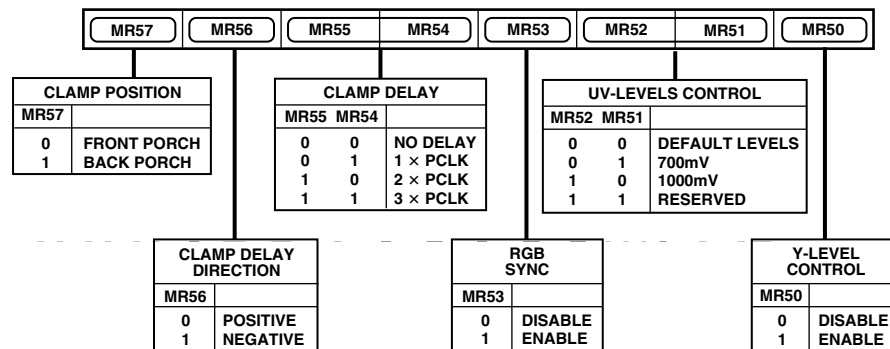 MR57 MR56 MR55 MR54 MR53 MR52 MR51 MR50
CLAMP POSITION
MR57
0 FRONT PORCH
1 BACK PORCH
CLAMP DELAY
MR55 MR54
0 0 NO DELAY
0 1 1 × PCLK
1 0 2 × PCLK
1 1 3 × PCLK
UV-LEVELS CONTROL
MR52 MR51
0 0 DEFAULT LEVELS
0 1 700mV
1 0 1000mV
1 1 RESERVED
CLAMP DELAY
DIRECTION
MR56
0 POSITIVE
1 NEGATIVE
RGB
SYNC
MR53
0 DISABLE
1 ENABLE
Y-LEVEL
CONTROL
MR50
0 DISABLE
1 ENABLE